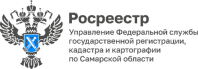 Росреестр
Управление Федеральной службы
государственной регистрации,
кадастра и картографии
по Самарской области